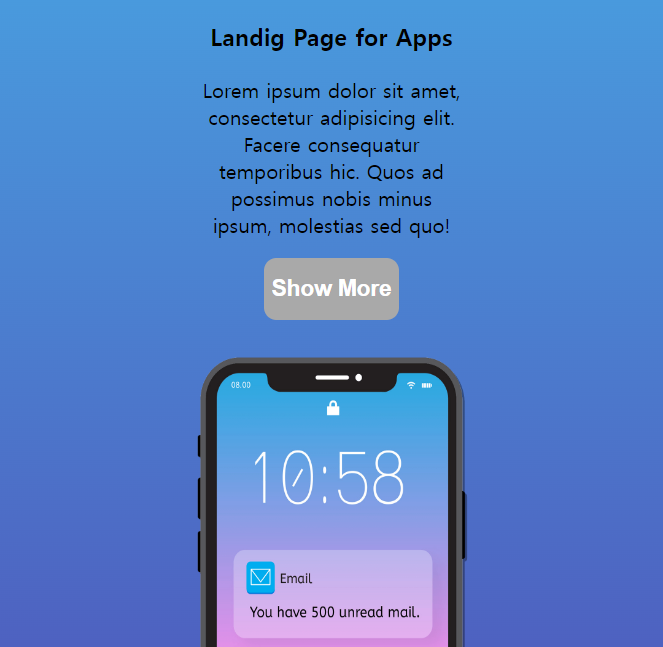 Landig Page for Apps
Lorem ipsum dolor sit amet,
consectetur adipisicing elit.
Facere consequatur
temporibus hic. Quos ad
possimus nobis minus
ipsum, molestias sed quo!
Show More
08.00
10:58
Email
You have 500 unread mail.